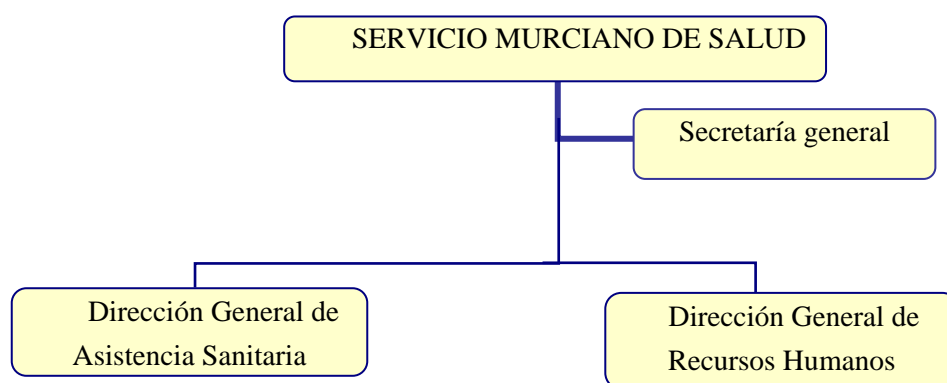 SERVICIO MURCIANO DE SALUD
Secretaría general
Dirección General de
Asistencia Sanitaria
Dirección General de
Recursos Humanos